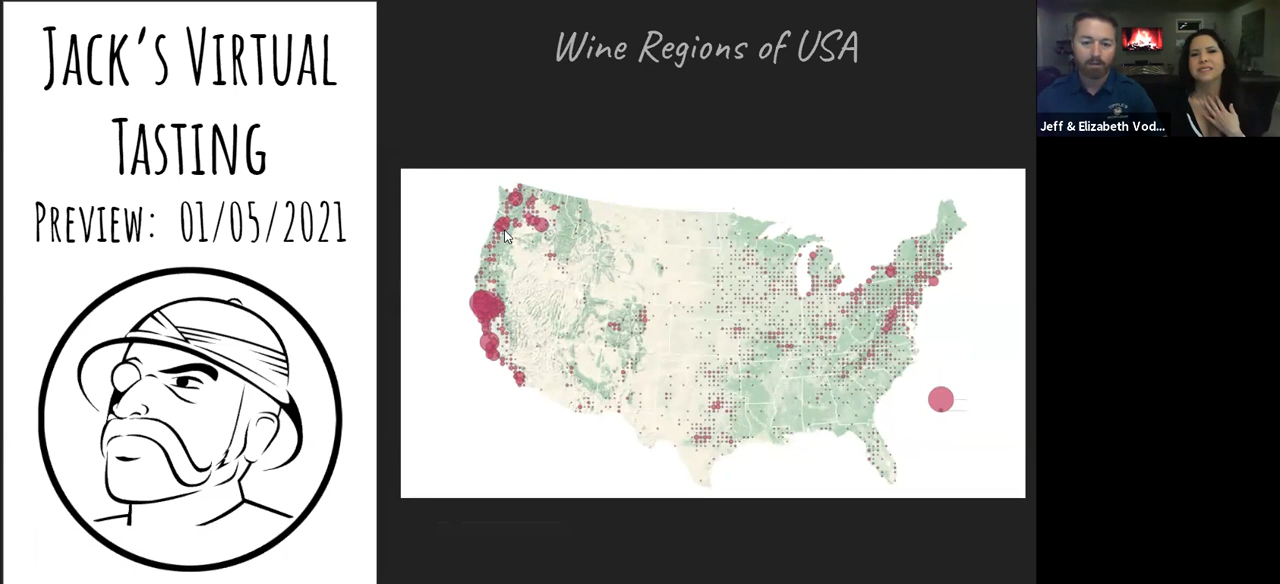 Jack's Virtual
Tasting
Preview: 01/05/2021
Wine Regions of USA
Jeff & Elizabeth Vod...